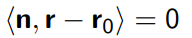 ⟨n, r − r₀⟩ = 0